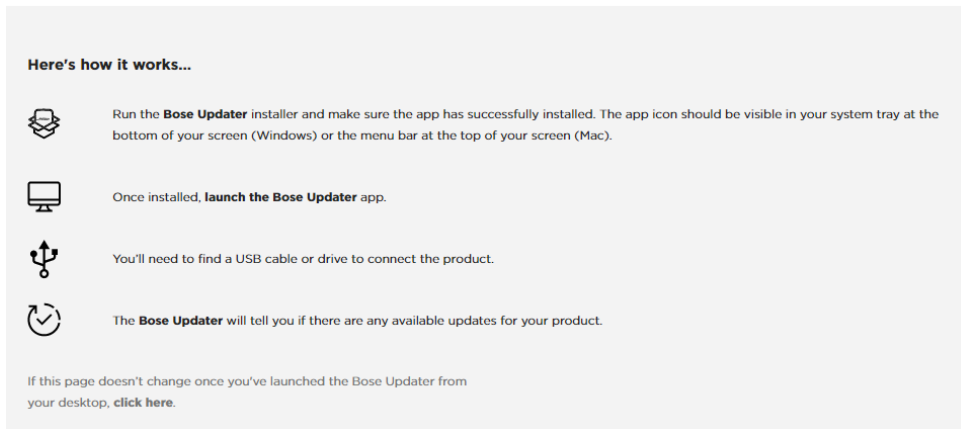 Here's how it works...
Run the Bose Updater installer and make sure the app has successfully installed. The app icon should be visible in your system tray at the
bottom of your screen (Windows) or the menu bar at the top of your screen (Mac).
Once installed, launch the Bose Updater app.
You'll need to find a USB cable or drive to connect the product.
The Bose Updater will tell you if there are any available updates for your product.
If this page doesn't change once you've launched the Bose Updater from
your desktop, click here.